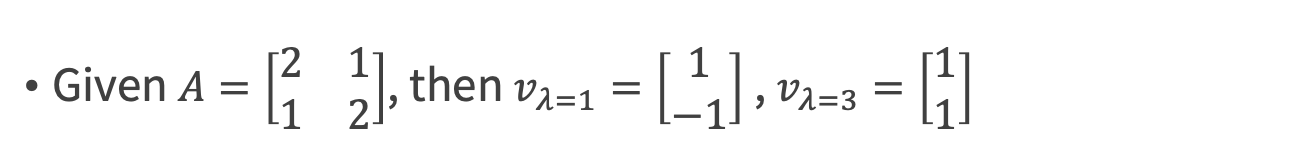 • Given A = [2 1; 1 2], then v_{λ=1} = [1; −1], v_{λ=3} = [1; 1]